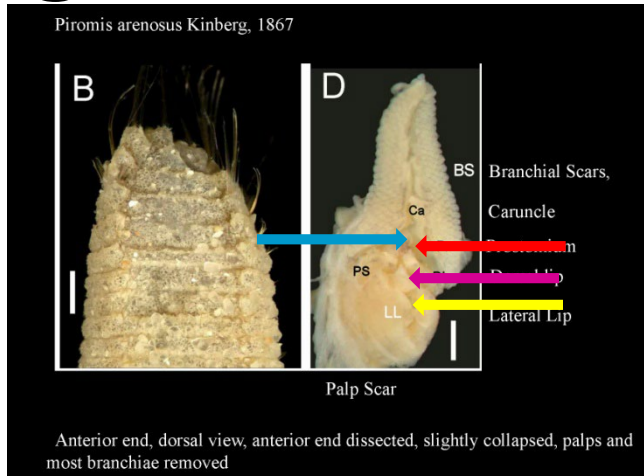 Piromis arenosus Kinberg, 1867
B
D
BS
Branchial Scars,
Ca
Caruncle
PS
LL
Lateral Lip
Palp Scar
Anterior end, dorsal view, anterior end dissected, slightly collapsed, palps and
most branchiae removed